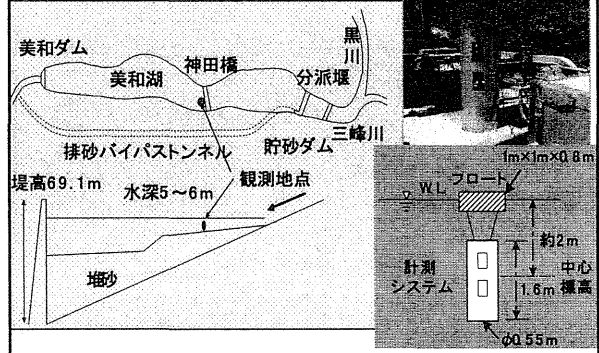 美和ダム
美和湖
神田橋
分派堰
黒川
三峰川
排砂バイパストンネル
貯砂ダム
堤高69.1m
水深5～6m
観測地点
堆砂
1m×1m×0.8m
W.L.
フロート
約2m
計測
システム
中心
標高
1.6m
φ0.55m